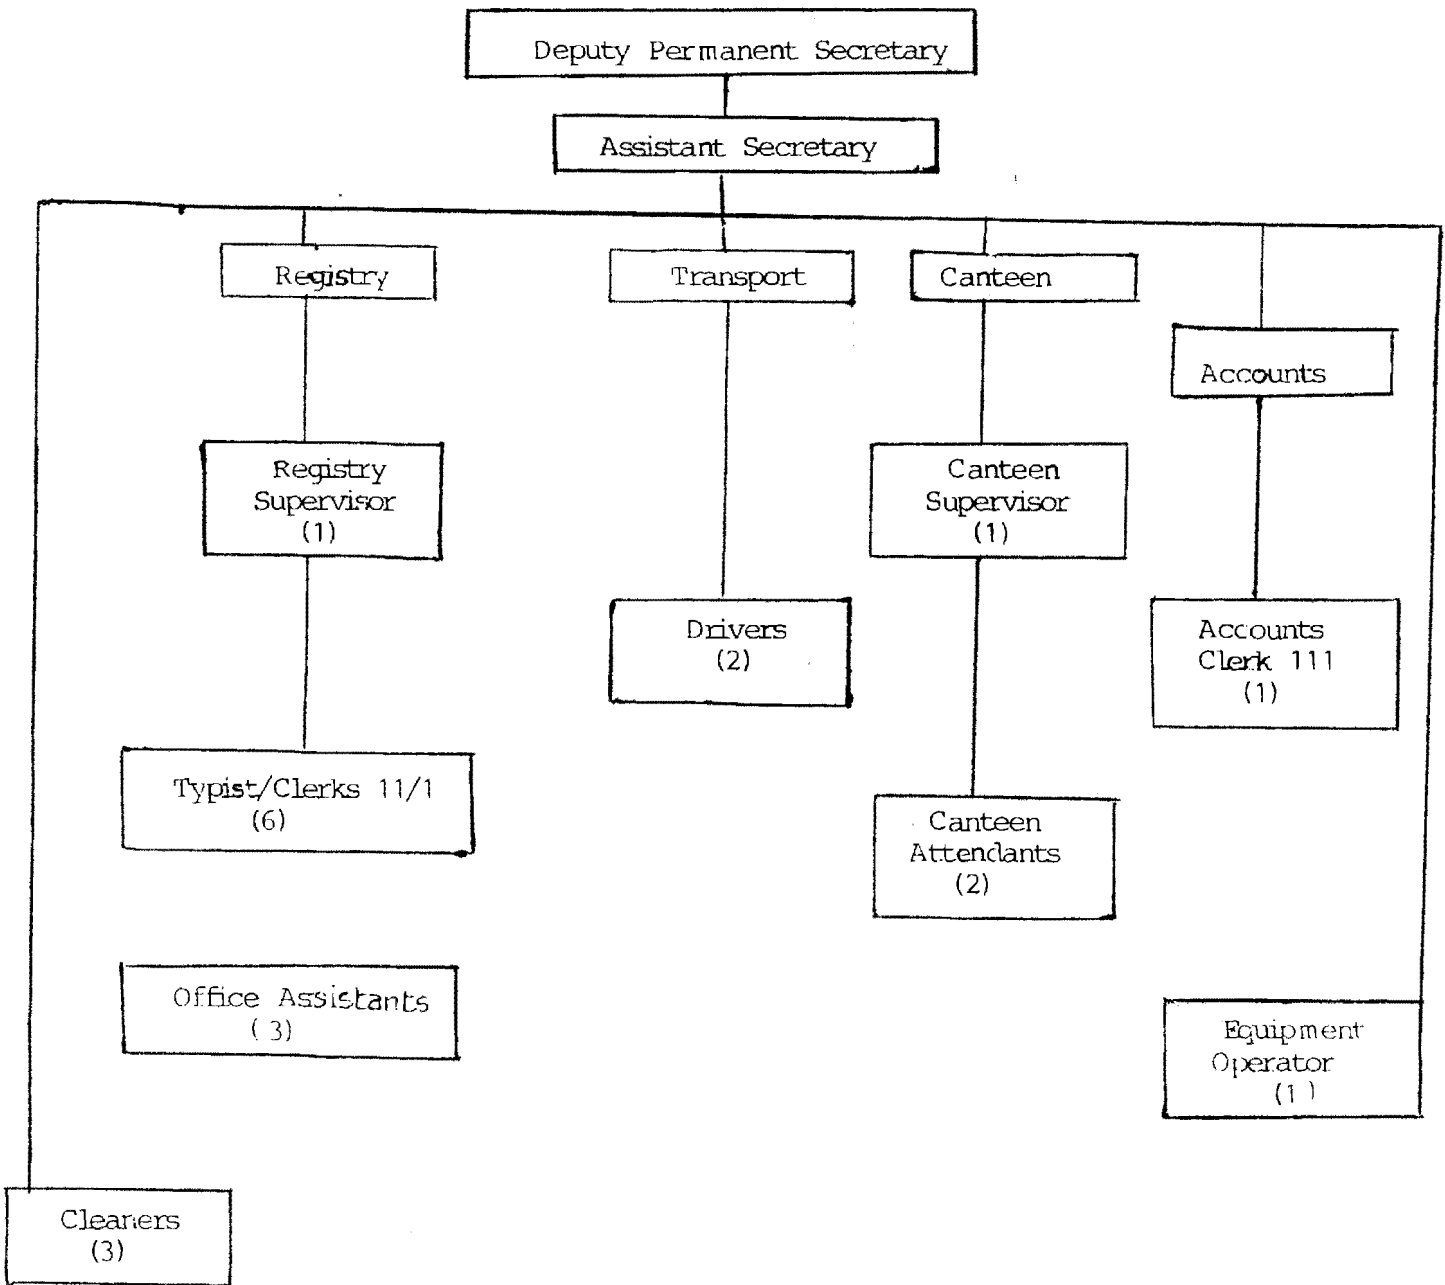 Deputy Permanent Secretary
Assistant Secretary
Registry
Transport
Canteen
Accounts
Registry
Supervisor
(1)
Canteen
Supervisor
(1)
Drivers
(2)
Accounts
Clerk 111
(1)
Typist/Clerks 11/1
(6)
Canteen
Attendants
(2)
Office Assistants
(3)
Equipment
Operator
(1)
Cleaners
(3)